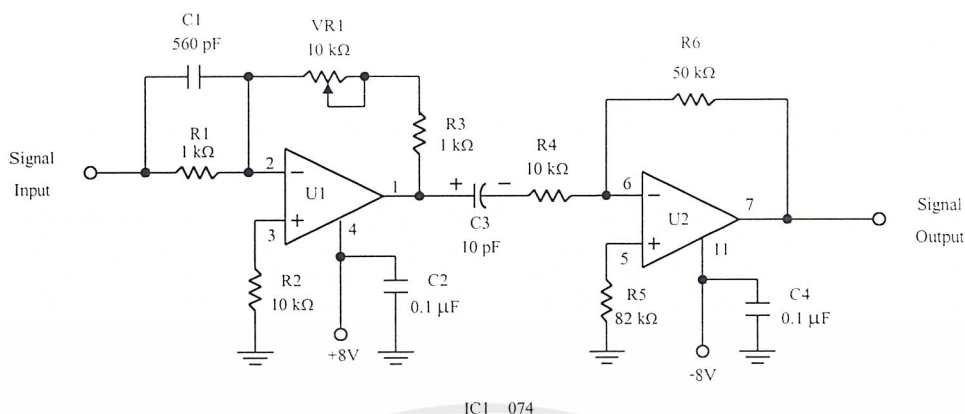 C1
560 pF
VR1
10 kΩ
R6
50 kΩ
R1
1 kΩ
R3
1 kΩ
R4
10 kΩ
Signal
Input
2
−
U1
1
+
3
4
+
−
C3
10 pF
6
−
U2
7
+
5
11
Signal
Output
R2
10 kΩ
C2
0.1 μF
+8V
R5
82 kΩ
C4
0.1 μF
-8V
IC1 074